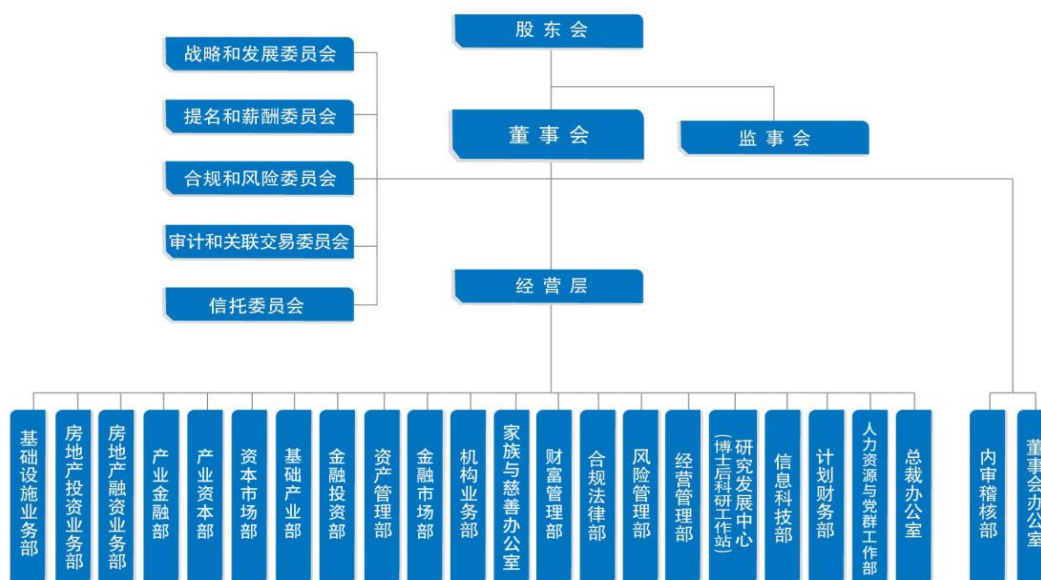 股东会
战略和发展委员会
提名和薪酬委员会
董事会
监事会
合规和风险委员会
审计和关联交易委员会
经营层
信托委员会
基础设施业务部
房地产投资业务部
房地产融资业务部
产业金融部
产业资本部
资本市场部
基础产业部
金融投资部
资产管理部
金融市场部
机构业务部
家族与慈善办公室
财富管理部
合规法律部
风险管理部
经营管理部
研究发展中心
(博士后科研工作站)
信息科技部
计划财务部
人力资源与党群工作部
总裁办公室
内审稽核部
董事会办公室